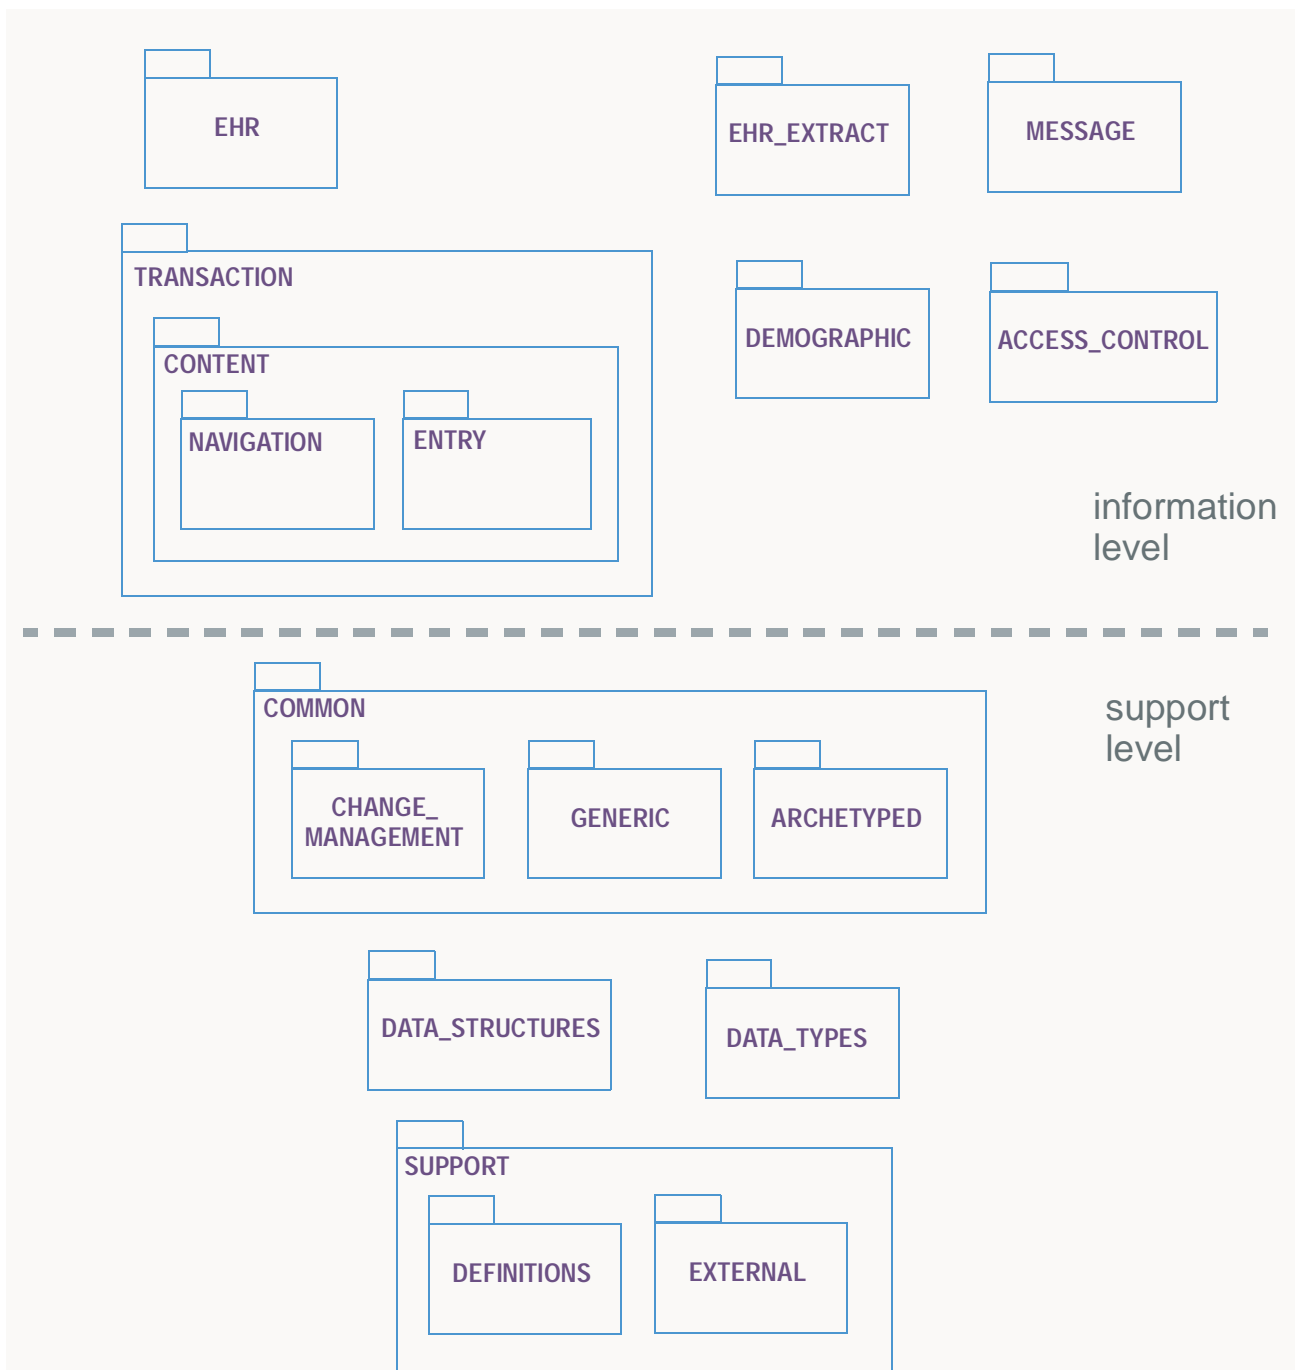 EHR
EHR_EXTRACT
MESSAGE
TRANSACTION
CONTENT
NAVIGATION
ENTRY
DEMOGRAPHIC
ACCESS_CONTROL
information
level
COMMON
CHANGE_
MANAGEMENT
GENERIC
ARCHETYPED
support
level
DATA_STRUCTURES
DATA_TYPES
SUPPORT
DEFINITIONS
EXTERNAL